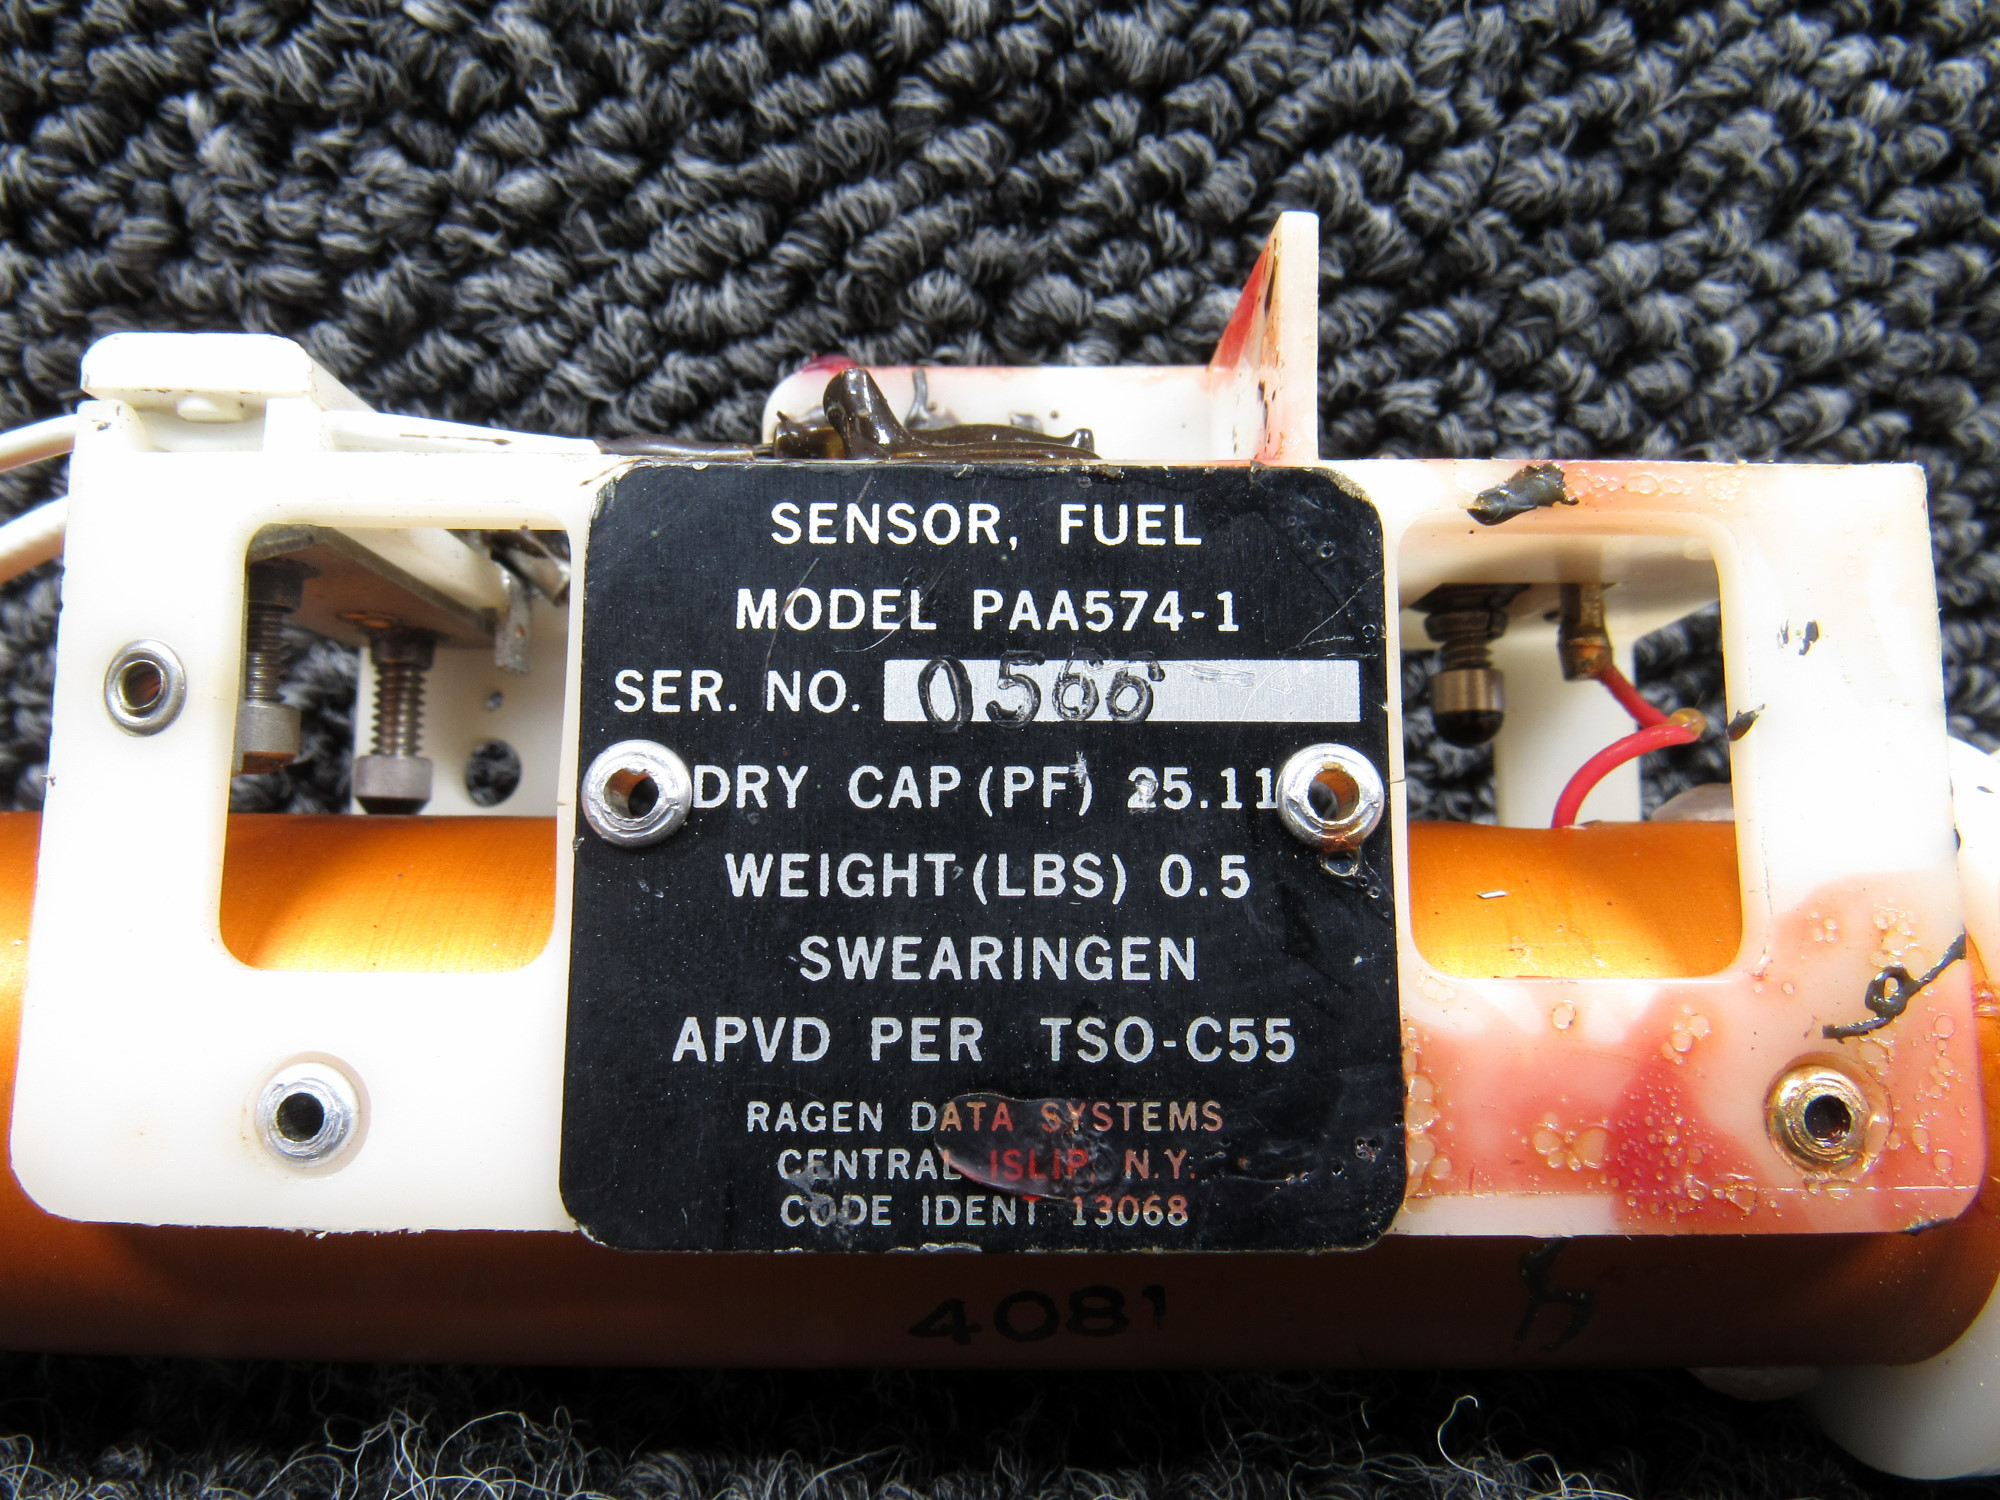 SENSOR, FUEL
MODEL PAA574-1
SER. NO. 0566
DRY CAP (PF) 25.11
WEIGHT (LBS) 0.5
SWEARINGEN
APVD PER TSO-C55
RAGEN DATA SYSTEMS
CENTRAL ISLIP, N.Y.
CODE IDENT 13068
4081